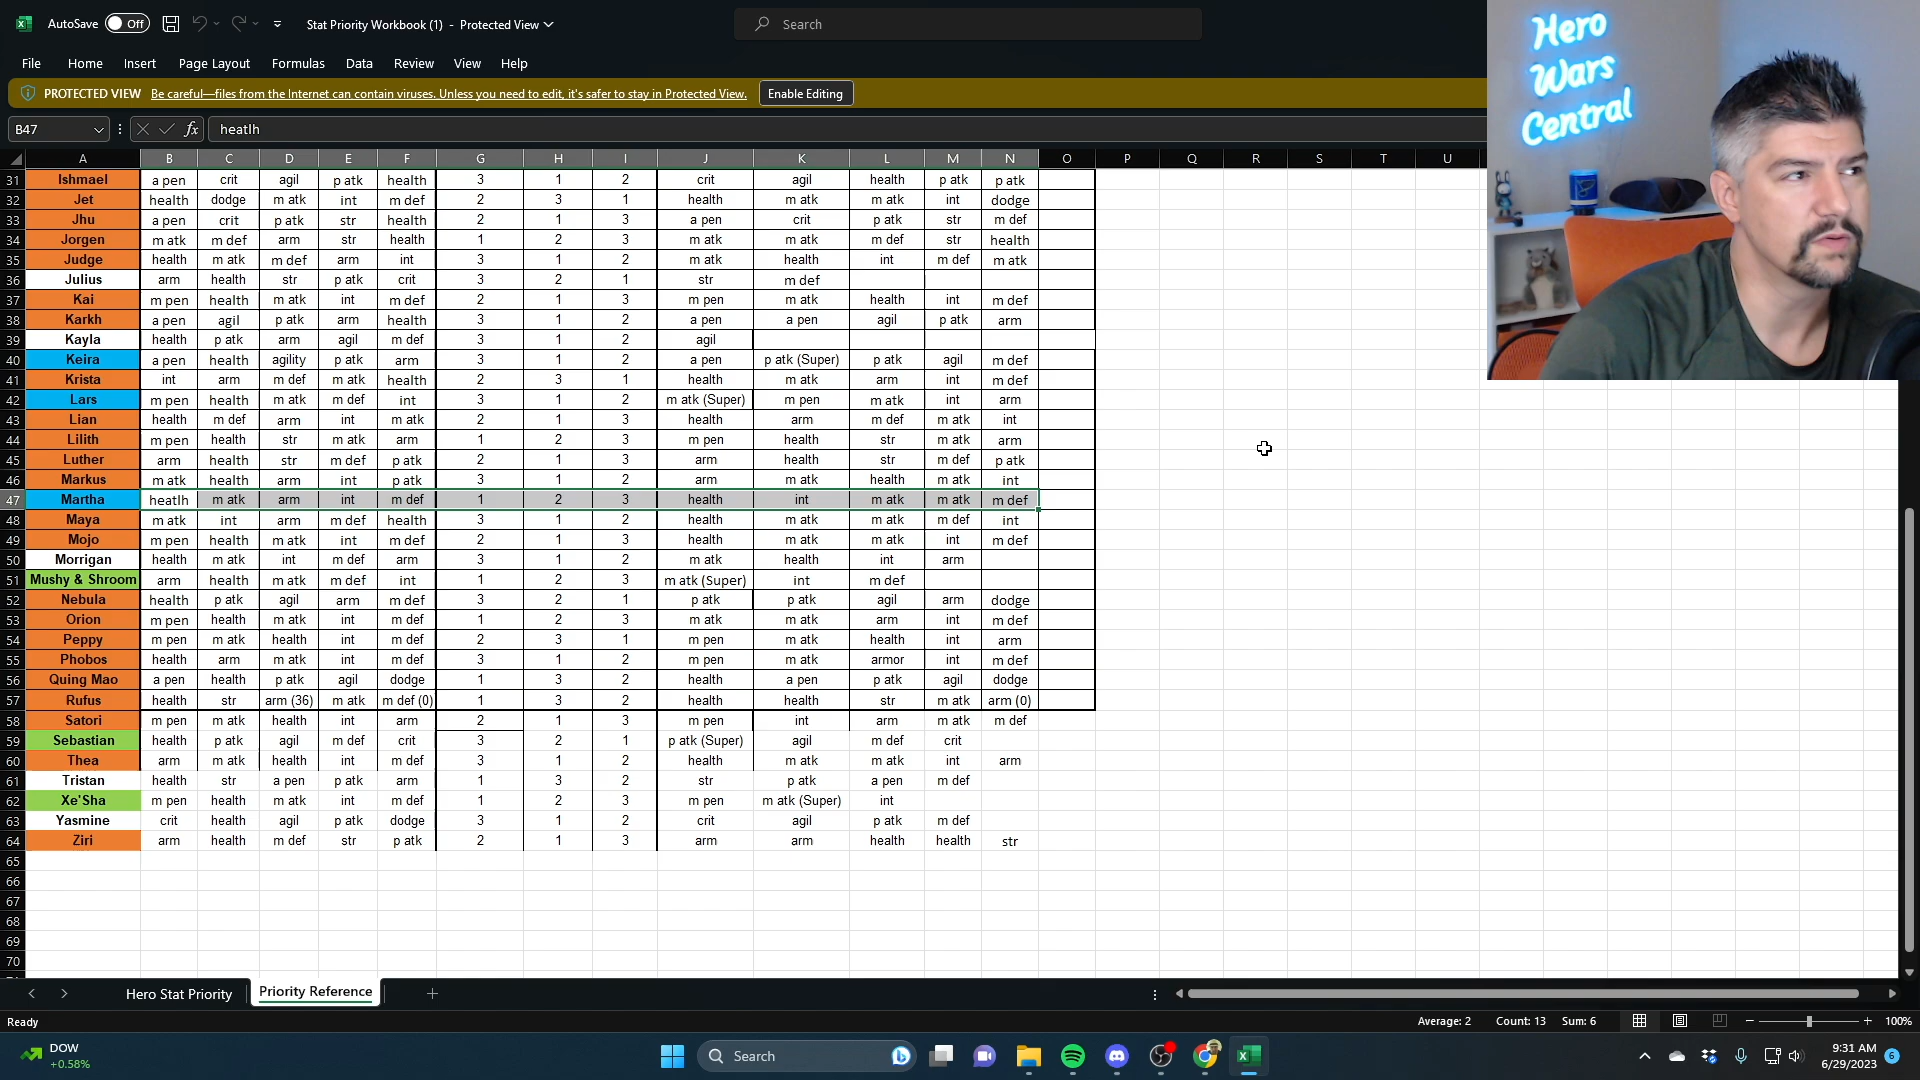 AutoSave Off Stat Priority Workbook (1) - Protected View Search
File Home Insert Page Layout Formulas Data Review View Help
PROTECTED VIEW Be careful—files from the Internet can contain viruses. Unless you need to edit, it's safer to stay in Protected View. Enable Editing
B47 fx heatlh
Hero
Wars
Central
A B C D E F G H I J K L M N O P Q R S T U
31 Ishmael a pen crit agil p atk health 3 1 2 crit agil health p atk p atk
32 Jet health dodge m atk int m def 2 3 1 health m atk m atk int dodge
33 Jhu a pen crit p atk str health 2 1 3 a pen crit p atk str m def
34 Jorgen m atk m def arm str health 1 2 3 m atk m atk m def str health
35 Judge health m atk m def arm int 3 1 2 m atk health int m def m atk
36 Julius arm health str p atk crit 3 2 1 str m def
37 Kai m pen health m atk int m def 2 1 3 m pen m atk health int m def
38 Karkh a pen agil p atk arm health 3 1 2 a pen a pen agil p atk arm
39 Kayla health p atk arm agil m def 3 1 2 agil
40 Keira a pen health agility p atk arm 3 1 2 a pen p atk (Super) p atk agil m def
41 Krista int arm m def m atk health 2 3 1 health m atk arm int m def
42 Lars m pen health m atk m def int 3 1 2 m atk (Super) m pen m atk int arm
43 Lian health m def arm int m atk 2 1 3 health arm m def m atk int
44 Lilith m pen health str m atk arm 1 2 3 m pen health str m atk arm
45 Luther arm health str m def p atk 2 1 3 arm health str m def p atk
46 Markus m atk health arm int p atk 3 1 2 arm m atk health m atk int
47 Martha heatlh m atk arm int m def 1 2 3 health int m atk m atk m def
48 Maya m atk int arm m def health 3 1 2 health m atk m atk m def int
49 Mojo m pen health m atk int m def 2 1 3 health m atk m atk int m def
50 Morrigan health m atk int m def arm 3 1 2 m atk health int arm
51 Mushy & Shroom arm health m atk m def int 1 2 3 m atk (Super) int m def
52 Nebula health p atk agil arm m def 3 2 1 p atk p atk agil arm dodge
53 Orion m pen health m atk int m def 1 2 3 m atk m atk arm int m def
54 Peppy m pen m atk health int m def 2 3 1 m pen m atk health int arm
55 Phobos health arm m atk int m def 3 1 2 m pen m atk armor int m def
56 Quing Mao a pen health p atk agil dodge 1 3 2 health a pen p atk agil dodge
57 Rufus health str arm (36) m atk m def (0) 1 3 2 health health str m atk arm (0)
58 Satori m pen m atk health int arm 2 1 3 m pen int arm m atk m def
59 Sebastian health p atk agil m def crit 3 2 1 p atk (Super) agil m def crit
60 Thea arm m atk health int m def 3 1 2 health m atk m atk int arm
61 Tristan health str a pen p atk arm 1 3 2 str p atk a pen m def
62 Xe'Sha m pen health m atk int m def 1 2 3 m pen m atk (Super) int
63 Yasmine crit health agil p atk dodge 3 1 2 crit agil p atk m def
64 Ziri arm health m def str p atk 2 1 3 arm arm health health str
65
66
67
68
69
70
Hero Stat Priority Priority Reference
Ready Average: 2 Count: 13 Sum: 6 100%
DOW
+0.58%
Search
9:31 AM
6/29/2023
6